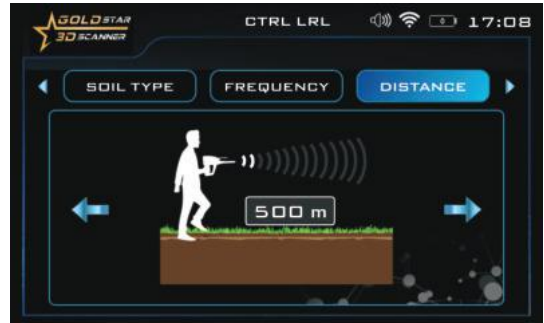 GOLD STAR
3D SCANNER
CTRL LRL
17:08
SOIL TYPE
FREQUENCY
DISTANCE
500 m